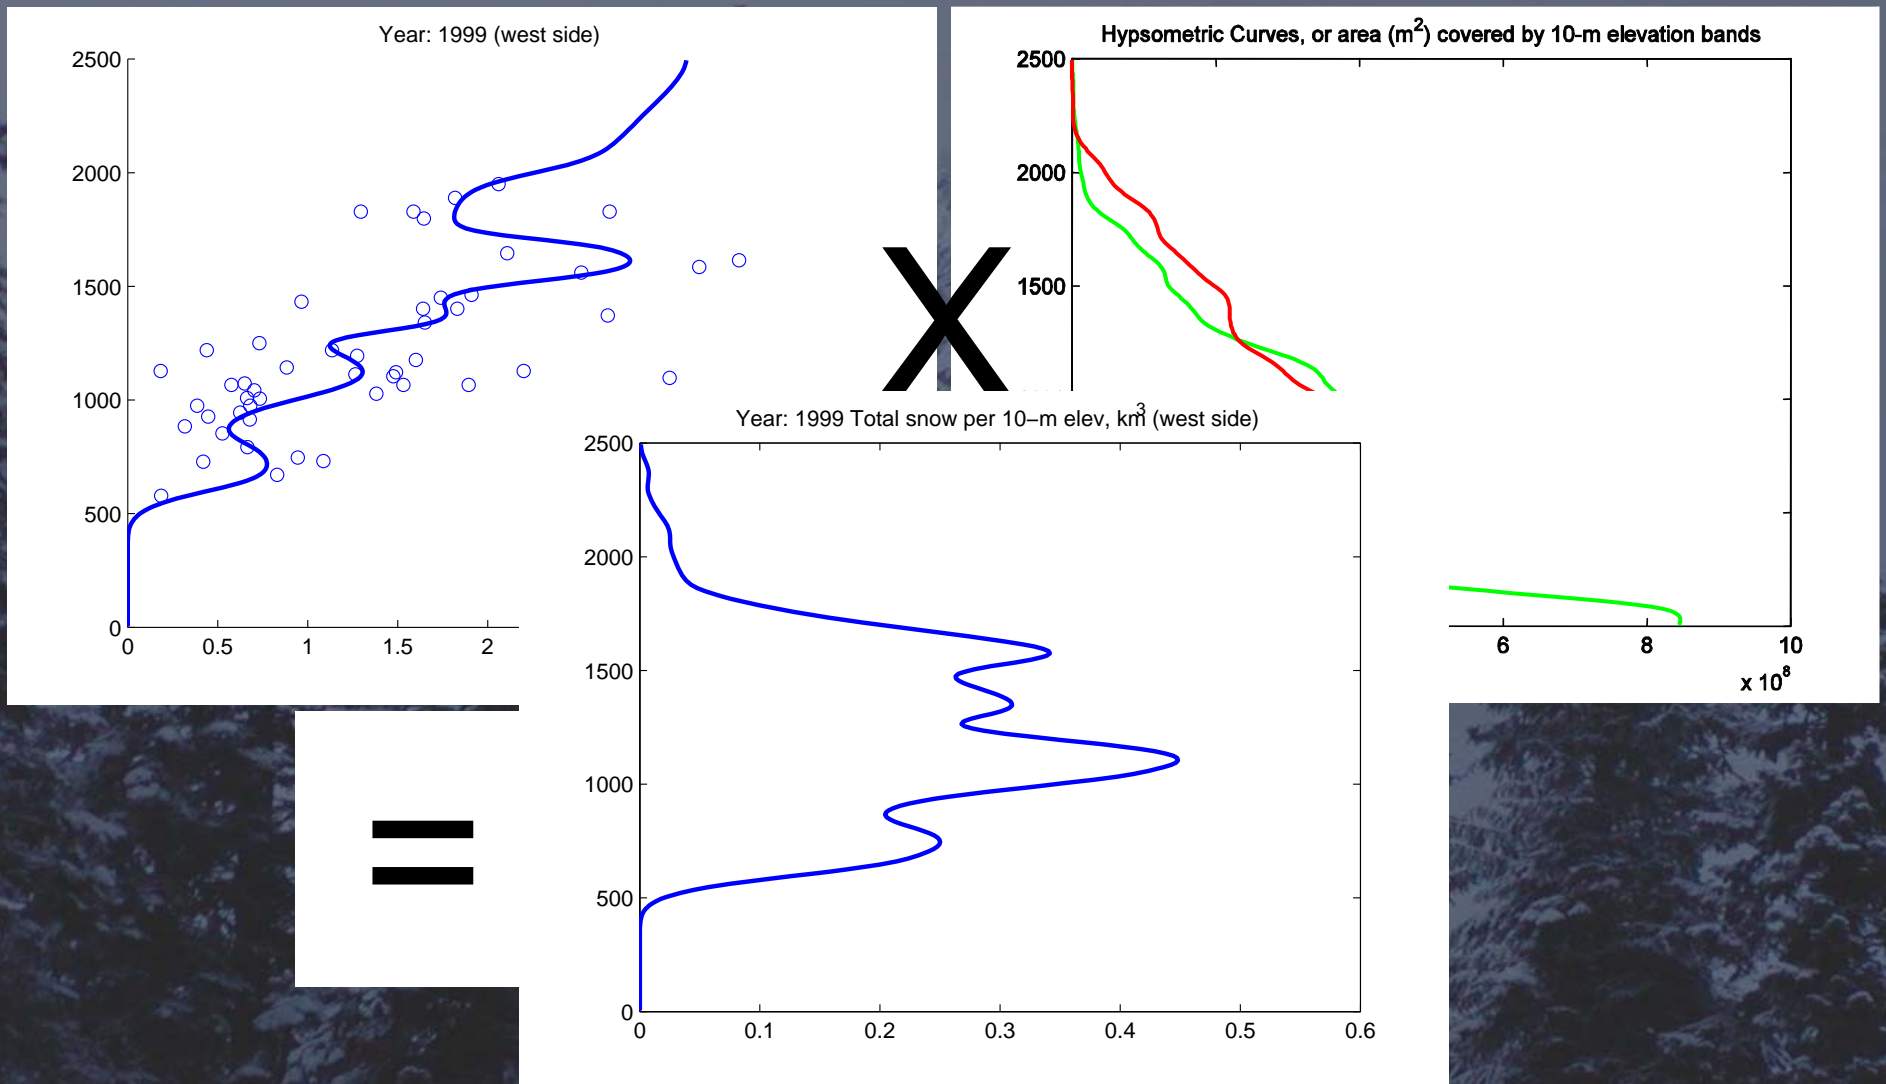 Year: 1999 (west side)
2500
2000
1500
1000
500
0
0 0.5 1 1.5 2
X
Hypsometric Curves, or area (m²) covered by 10-m elevation bands
2500
2000
1500
6 8 10
x 10⁸
=
Year: 1999 Total snow per 10−m elev, km³ (west side)
2500
2000
1500
1000
500
0
0 0.1 0.2 0.3 0.4 0.5 0.6